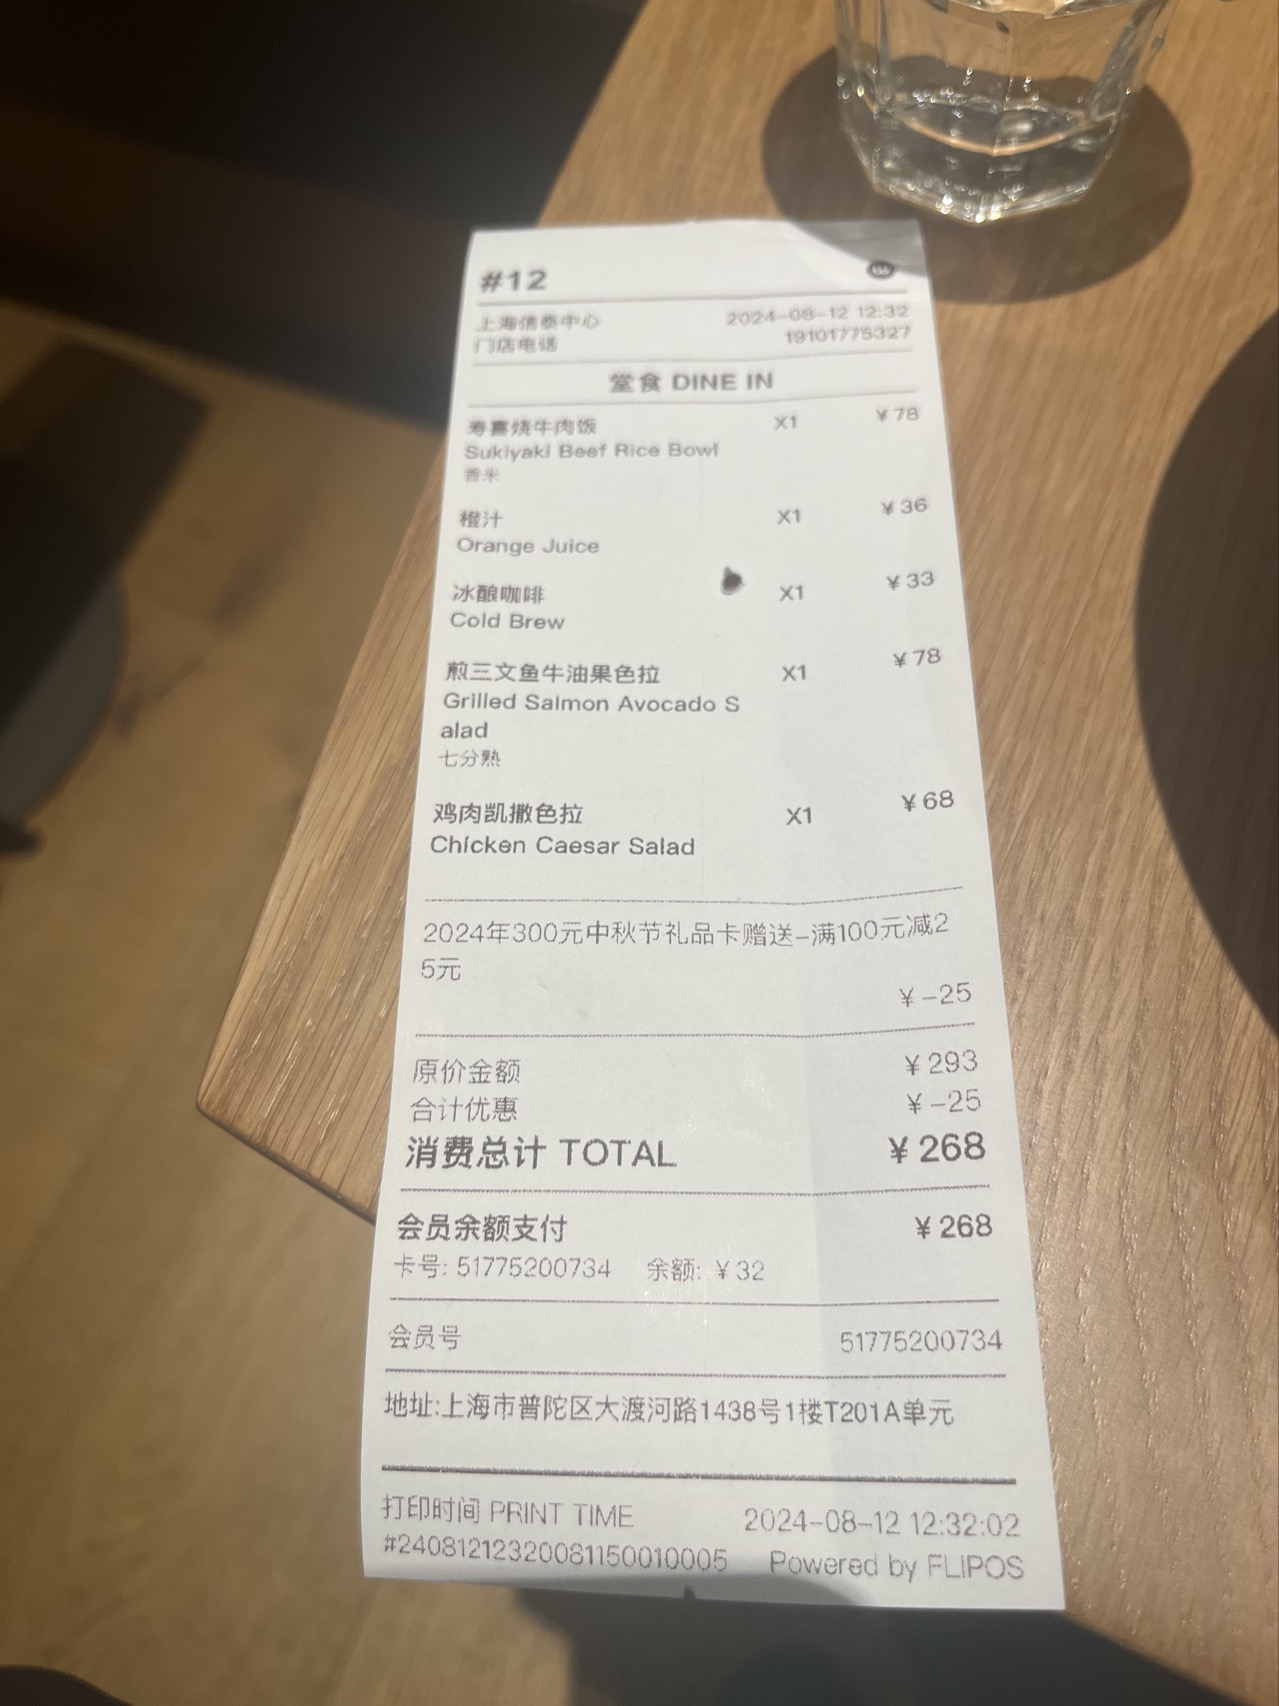 #12
上海信泰中心 2024-08-12 12:32
门店电话 19101775327
堂食 DINE IN
寿喜烧牛肉饭 X1 ¥78
Sukiyaki Beef Rice Bowl
香米
橙汁 X1 ¥36
Orange Juice
冰酿咖啡 X1 ¥33
Cold Brew
煎三文鱼牛油果色拉 X1 ¥78
Grilled Salmon Avocado S
alad
七分熟
鸡肉凯撒色拉 X1 ¥68
Chicken Caesar Salad
2024年300元中秋节礼品卡赠送-满100元减2
5元
¥-25
原价金额 ¥293
合计优惠 ¥-25
消费总计 TOTAL ¥268
会员余额支付 ¥268
卡号: 51775200734 余额: ¥32
会员号 51775200734
地址:上海市普陀区大渡河路1438号1楼T201A单元
打印时间 PRINT TIME 2024-08-12 12:32:02
#24081212320081150010005 Powered by FLIPOS